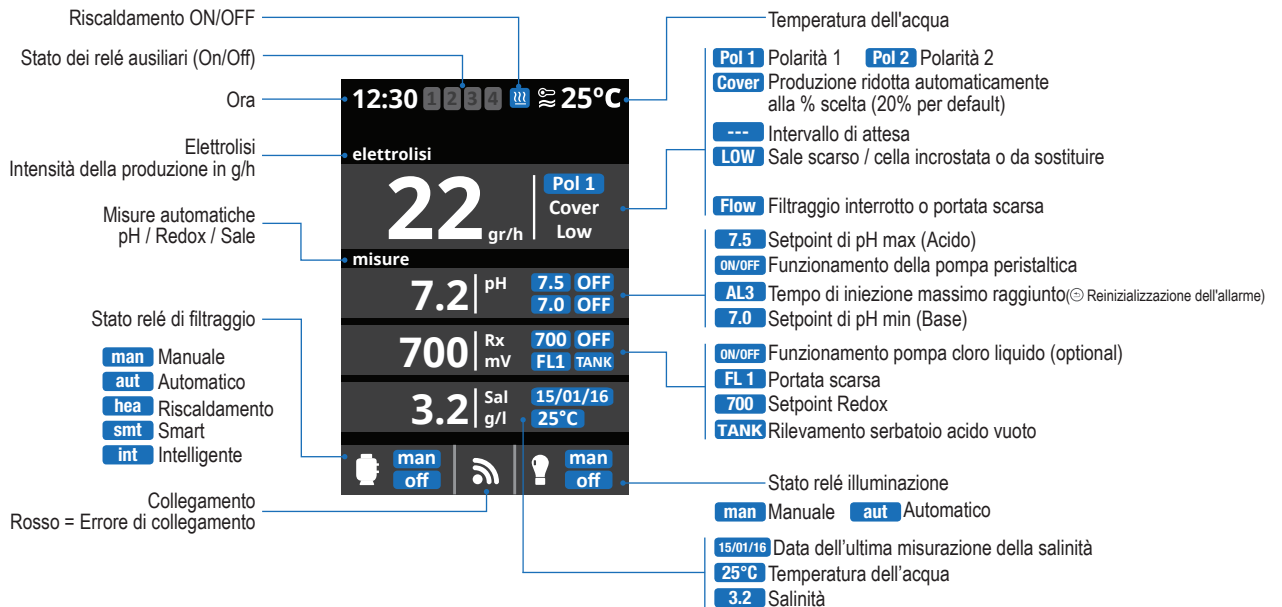 Riscaldamento ON/OFF
Stato dei relé ausiliari (On/Off)
Ora
Elettrolisi
Intensità della produzione in g/h
Misure automatiche
pH / Redox / Sale
Stato relé di filtraggio
man Manuale
aut Automatico
hea Riscaldamento
smt Smart
int Intelligente
Collegamento
Rosso = Errore di collegamento
12:30 1 2 3 4 25°C
elettrolisi
22 gr/h
Pol 1
Cover
Low
misure
7.2 pH 7.5 OFF
7.0 OFF
700 Rx 700 OFF
mV FL1 TANK
3.2 Sal 15/01/16
g/l 25°C
man man
off off
Temperatura dell'acqua
Pol 1 Polarità 1 Pol 2 Polarità 2
Cover Produzione ridotta automaticamente
alla % scelta (20% per default)
--- Intervallo di attesa
LOW Sale scarso / cella incrostata o da sostituire
Flow Filtraggio interrotto o portata scarsa
7.5 Setpoint di pH max (Acido)
ON/OFF Funzionamento della pompa peristaltica
AL3 Tempo di iniezione massimo raggiunto(⊝ Reinizializzazione dell'allarme)
7.0 Setpoint di pH min (Base)
ON/OFF Funzionamento pompa cloro liquido (optional)
FL 1 Portata scarsa
700 Setpoint Redox
TANK Rilevamento serbatoio acido vuoto
Stato relé illuminazione
man Manuale aut Automatico
15/01/16 Data dell’ultima misurazione della salinità
25°C Temperatura dell’acqua
3.2 Salinità